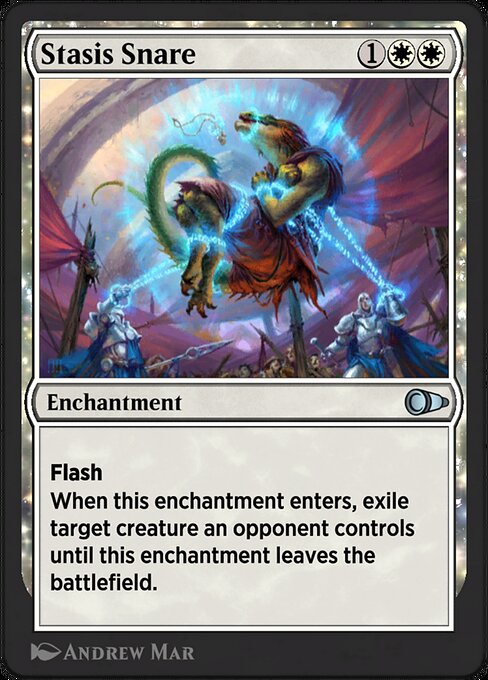 Stasis Snare 1
Enchantment
Flash
When this enchantment enters, exile
target creature an opponent controls
until this enchantment leaves the
battlefield.
Andrew Mar